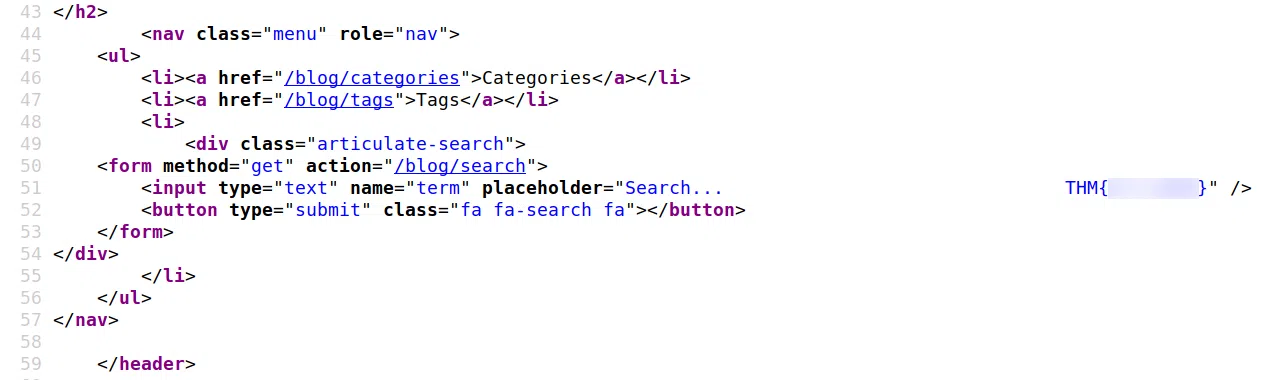 43 </h2>
44         <nav class="menu" role="nav">
45     <ul>
46         <li><a href="/blog/categories">Categories</a></li>
47         <li><a href="/blog/tags">Tags</a></li>
48         <li>
49             <div class="articulate-search">
50     <form method="get" action="/blog/search">
51         <input type="text" name="term" placeholder="Search...                               THM{}" />
52         <button type="submit" class="fa fa-search fa"></button>
53     </form>
54 </div>
55         </li>
56     </ul>
57 </nav>
58
59     </header>